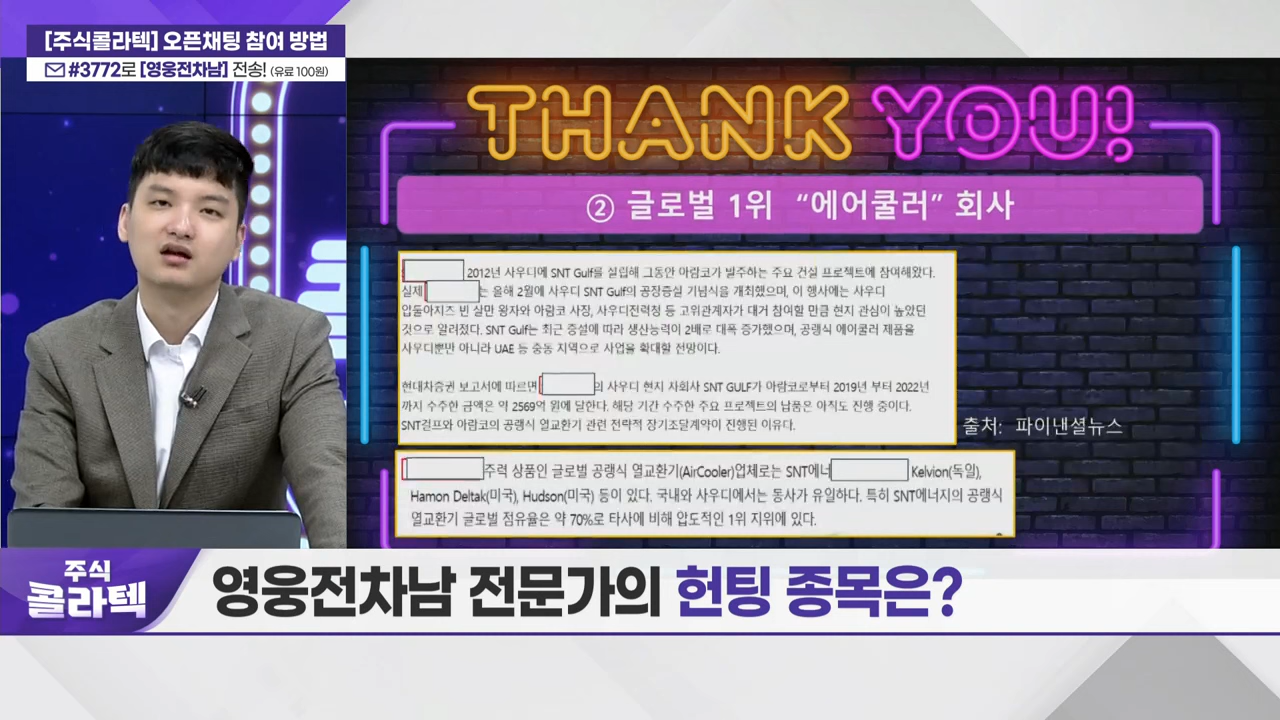 [주식콜라텍] 오픈채팅 참여 방법
#3772로 [영웅전차남] 전송! (유료 100원)
THANK YOU!
② 글로벌 1위 “에어쿨러” 회사
2012년 사우디에 SNT Gulf를 설립해 그동안 아람코가 발주하는 주요 건설 프로젝트에 참여해왔다.
실제 는 올해 2월에 사우디 SNT Gulf의 공장증설 기념식을 개최했으며, 이 행사에는 사우디
압둘아지즈 빈 살만 왕자와 아람코 사장, 사우디전력청 등 고위관계자가 대거 참여할 만큼 현지 관심이 높았던
것으로 알려졌다. SNT Gulf는 최근 증설에 따라 생산능력이 2배로 대폭 증가했으며, 공랭식 에어쿨러 제품을
사우디뿐만 아니라 UAE 등 중동 지역으로 사업을 확대할 전망이다.
현대차증권 보고서에 따르면 의 사우디 현지 자회사 SNT GULF가 아람코로부터 2019년 부터 2022년
까지 수주한 금액은 약 2569억 원에 달한다. 해당 기간 수주한 주요 프로젝트의 납품은 아직도 진행 중이다.
SNT걸프와 아람코의 공랭식 열교환기 관련 전략적 장기조달계약이 진행된 이유다.
출처: 파이낸셜뉴스
주력 상품인 글로벌 공랭식 열교환기(AirCooler)업체로는 SNT에너 Kelvion(독일),
Hamon Deltak(미국), Hudson(미국) 등이 있다. 국내와 사우디에서는 동사가 유일하다. 특히 SNT에너지의 공랭식
열교환기 글로벌 점유율은 약 70%로 타사에 비해 압도적인 1위 지위에 있다.
주식
콜라텍
영웅전차남 전문가의 헌팅 종목은?